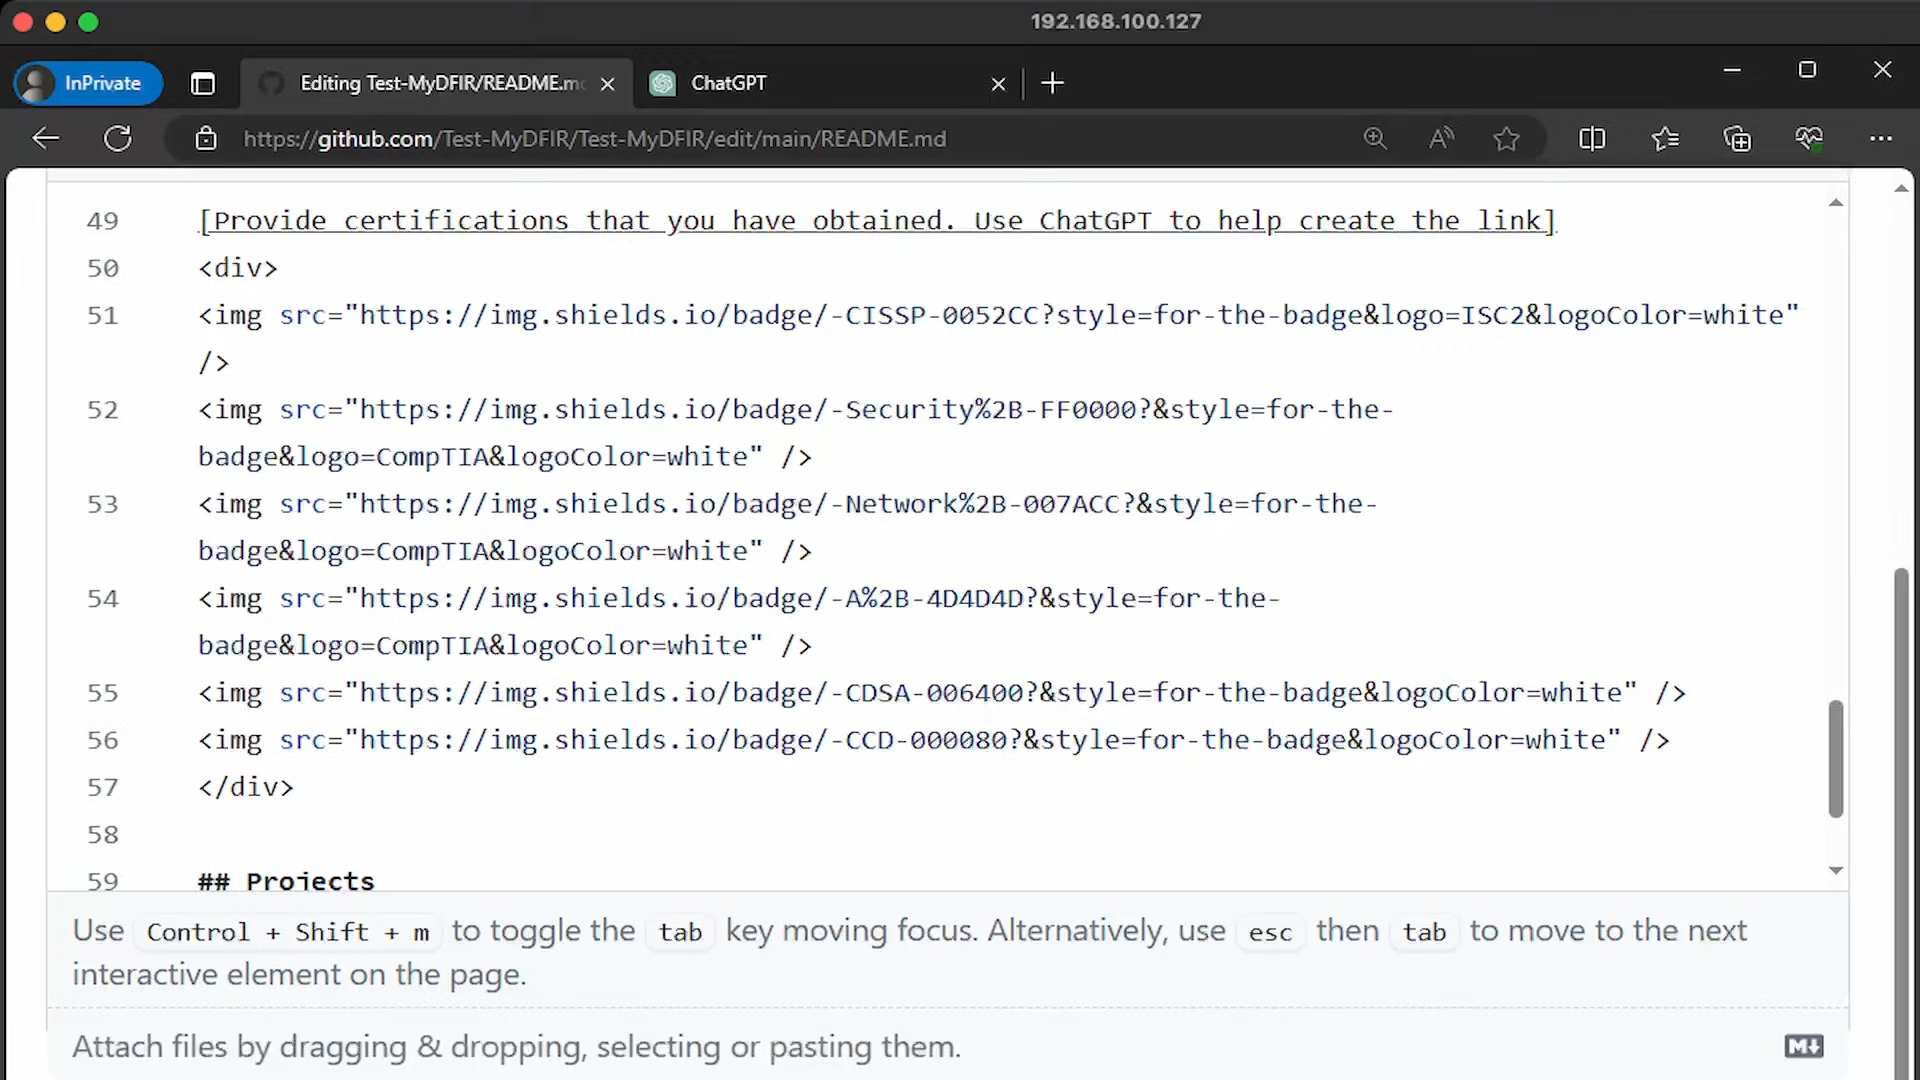 192.168.100.127
InPrivate
Editing Test-MyDFIR/README.m
ChatGPT
https://github.com/Test-MyDFIR/Test-MyDFIR/edit/main/README.md
49 [Provide certifications that you have obtained. Use ChatGPT to help create the link]
50 <div>
51 <img src="https://img.shields.io/badge/-CISSP-0052CC?style=for-the-badge&logo=ISC2&logoColor=white"
/>
52 <img src="https://img.shields.io/badge/-Security%2B-FF0000?&style=for-the-
badge&logo=CompTIA&logoColor=white" />
53 <img src="https://img.shields.io/badge/-Network%2B-007ACC?&style=for-the-
badge&logo=CompTIA&logoColor=white" />
54 <img src="https://img.shields.io/badge/-A%2B-4D4D4D?&style=for-the-
badge&logo=CompTIA&logoColor=white" />
55 <img src="https://img.shields.io/badge/-CDSA-006400?&style=for-the-badge&logoColor=white" />
56 <img src="https://img.shields.io/badge/-CCD-000080?&style=for-the-badge&logoColor=white" />
57 </div>
58
59 ## Projects
Use Control + Shift + m to toggle the tab key moving focus. Alternatively, use esc then tab to move to the next
interactive element on the page.
Attach files by dragging & dropping, selecting or pasting them.